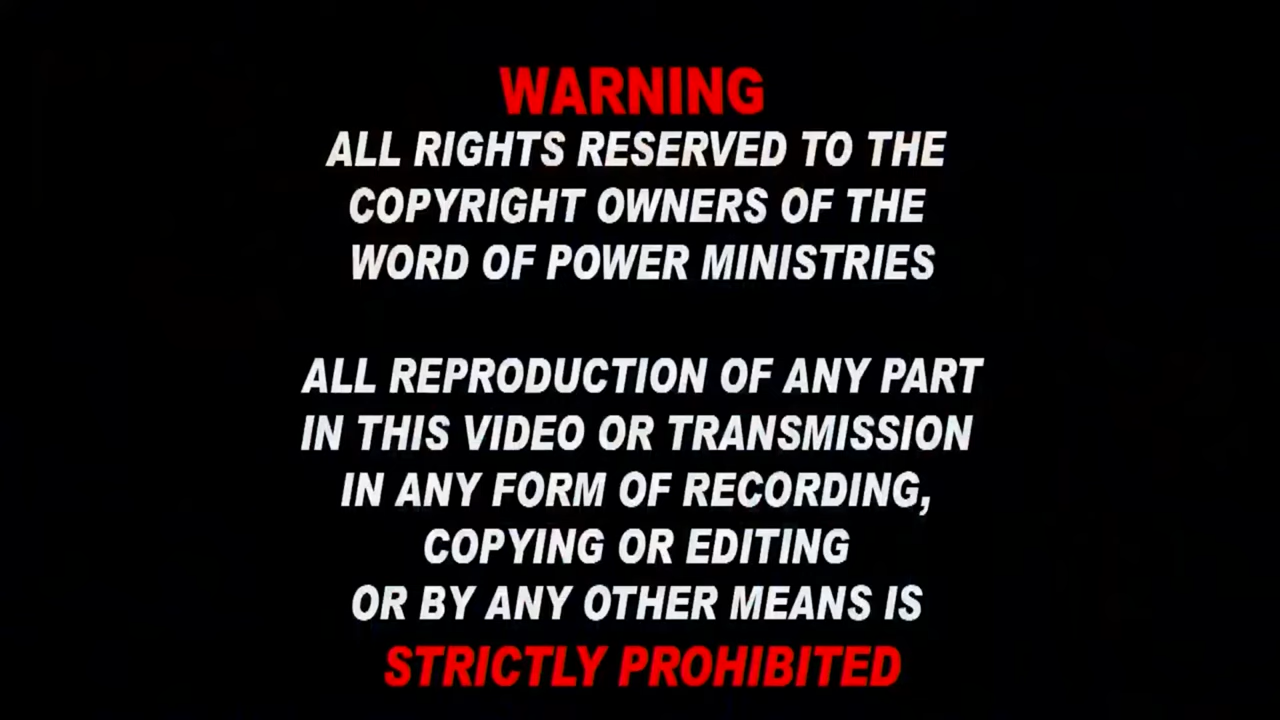 WARNING
ALL RIGHTS RESERVED TO THE
COPYRIGHT OWNERS OF THE
WORD OF POWER MINISTRIES
ALL REPRODUCTION OF ANY PART
IN THIS VIDEO OR TRANSMISSION
IN ANY FORM OF RECORDING,
COPYING OR EDITING
OR BY ANY OTHER MEANS IS
STRICTLY PROHIBITED